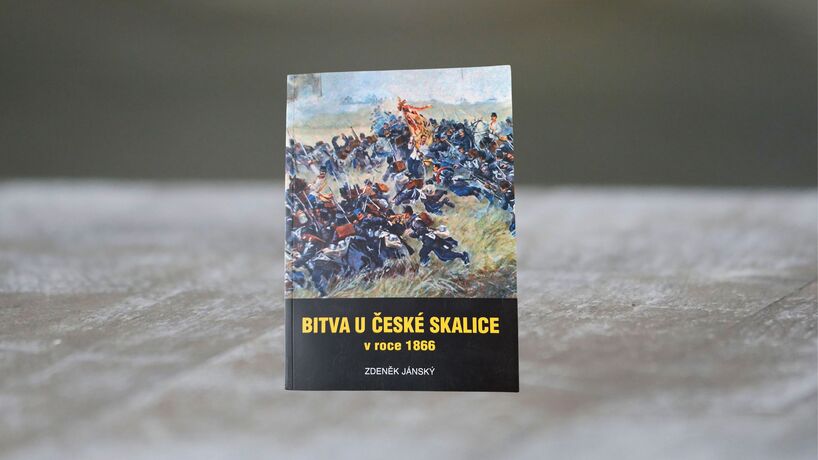 BITVA U ČESKÉ SKALICE
v roce 1866
ZDENĚK JÁNSKÝ